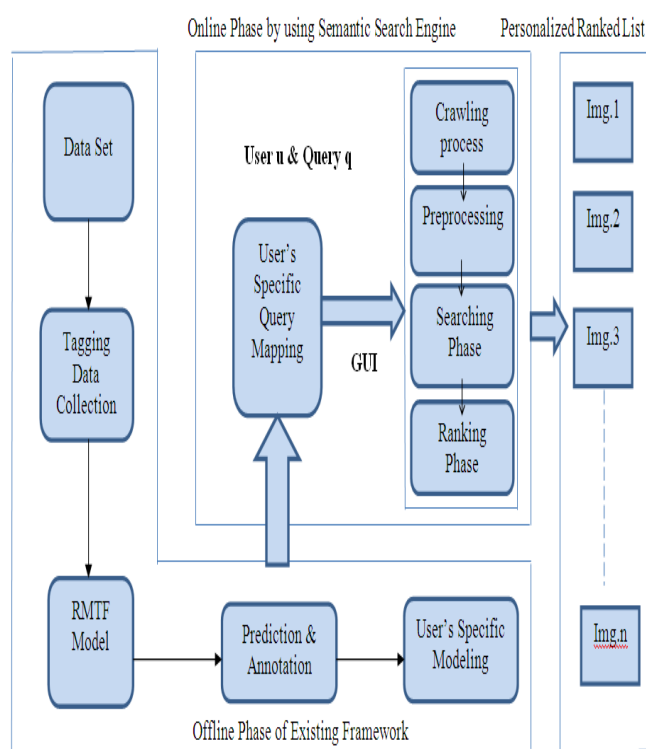 Online Phase by using Semantic Search Engine
Personalized Ranked List
Data Set
Tagging
Data
Collection
RMTF
Model
Prediction &
Annotation
User's Specific
Modeling
Offline Phase of Existing Framework
User u & Query q
User's
Specific
Query
Mapping
GUI
Crawling
process
Preprocessing
Searching
Phase
Ranking
Phase
Img.1
Img.2
Img.3
Img.n